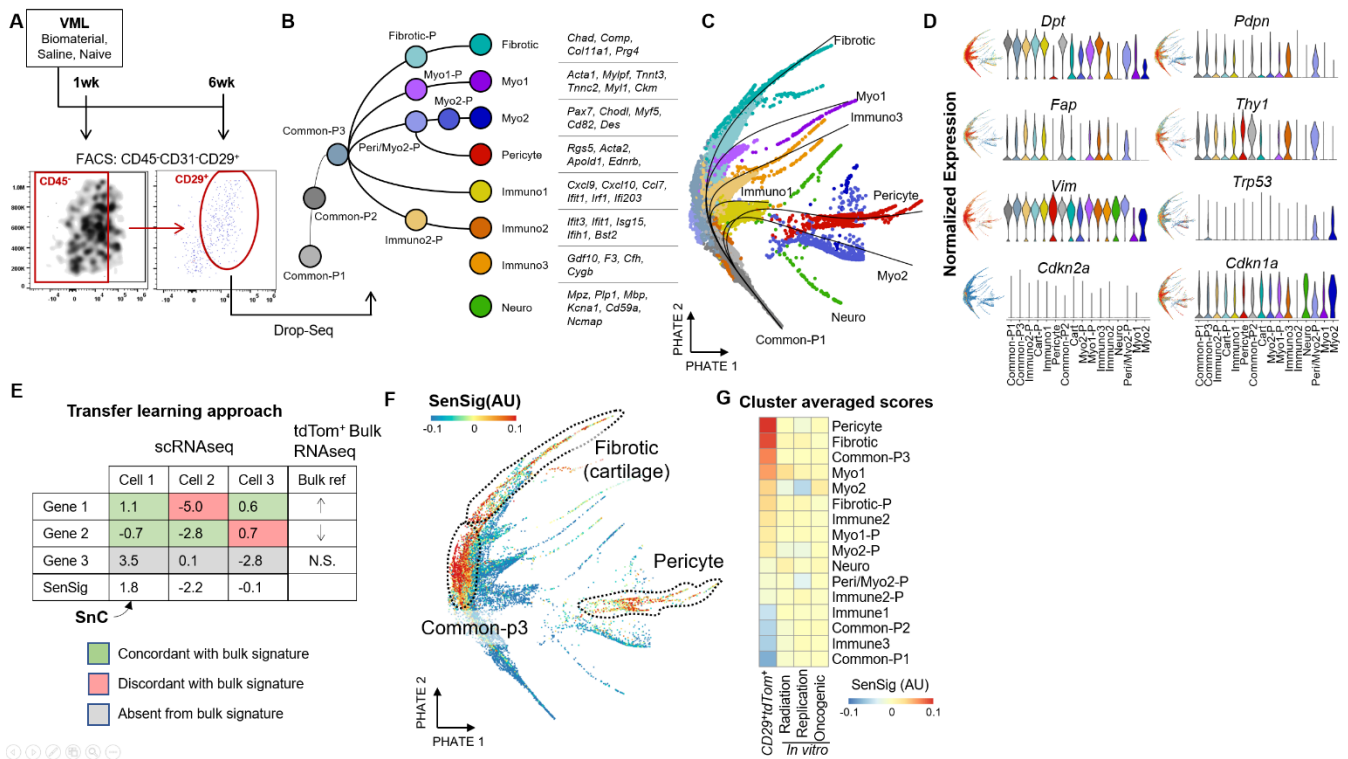 A
VML
Biomaterial,
Saline, Naive
1wk
6wk
FACS: CD45-CD31-CD29+
CD45-
CD29+
1.0M
800K
600K
400K
200K
Drop-Seq
B
Fibrotic-P
Myo1-P
Myo2-P
Common-P3
Peri/Myo2-P
Common-P2
Immuno2-P
Common-P1
Fibrotic
Chad, Comp,
Col11a1, Prg4
Myo1
Acta1, Mylpf, Tnnt3,
Tnnc2, Myl1, Ckm
Myo2
Pax7, Chodl, Myf5,
Cd82, Des
Pericyte
Rgs5, Acta2,
Apold1, Ednrb,
Immuno1
Cxcl9, Cxcl10, Ccl7,
Ifit1, Irf1, Ifi203
Immuno2
Ifit3, Ifit1, Isg15,
Ifih1, Bst2
Immuno3
Gdf10, F3, Cfh,
Cygb
Neuro
Mpz, Plp1, Mbp,
Kcna1, Cd59a,
Ncmap
C
Fibrotic
Myo1
Immuno3
Immuno1
Pericyte
Myo2
Neuro
Common-P1
PHATE 2
PHATE 1
D
Normalized Expression
Dpt
Pdpn
Fap
Thy1
Vim
Trp53
Cdkn2a
Cdkn1a
Common-P1
Common-P3
Immuno2-P
Cart-P
Immuno1
Pericyte
Common-P2
Cart
Myo2-P
Myo1-P
Immuno3
Immuno2
Neuro
Peri/Myo2-P
Myo1
Myo2
Common-P1
Common-P3
Immuno2-P
Cart-P
Immuno1
Pericyte
Common-P2
Cart
Myo2-P
Myo1-P
Immuno3
Immuno2
Neuro
Peri/Myo2-P
Myo1
Myo2
E
Transfer learning approach
scRNAseq
tdTom+ Bulk
RNAseq
Cell 1 Cell 2 Cell 3 Bulk ref
Gene 1 1.1 -5.0 0.6 ↑
Gene 2 -0.7 -2.8 0.7 ↓
Gene 3 3.5 0.1 -2.8 N.S.
SenSig 1.8 -2.2 -0.1
SnC
Concordant with bulk signature
Discordant with bulk signature
Absent from bulk signature
F
SenSig(AU)
-0.1 0 0.1
Fibrotic
(cartilage)
Pericyte
Common-p3
PHATE 2
PHATE 1
G
Cluster averaged scores
Pericyte
Fibrotic
Common-P3
Myo1
Myo2
Fibrotic-P
Immune2
Myo1-P
Myo2-P
Neuro
Peri/Myo2-P
Immune2-P
Immune1
Common-P2
Immune3
Common-P1
CD29+tdTom+
Radiation
Replication
Oncogenic
In vitro
SenSig (AU)
-0.1 0 0.1